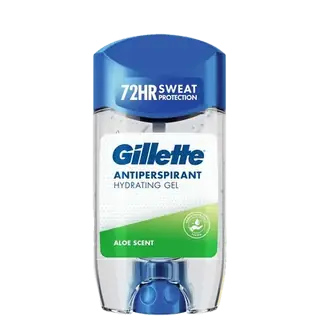 72HR SWEAT
PROTECTION
Gillette
ANTIPERSPIRANT
HYDRATING GEL
ALOE SCENT